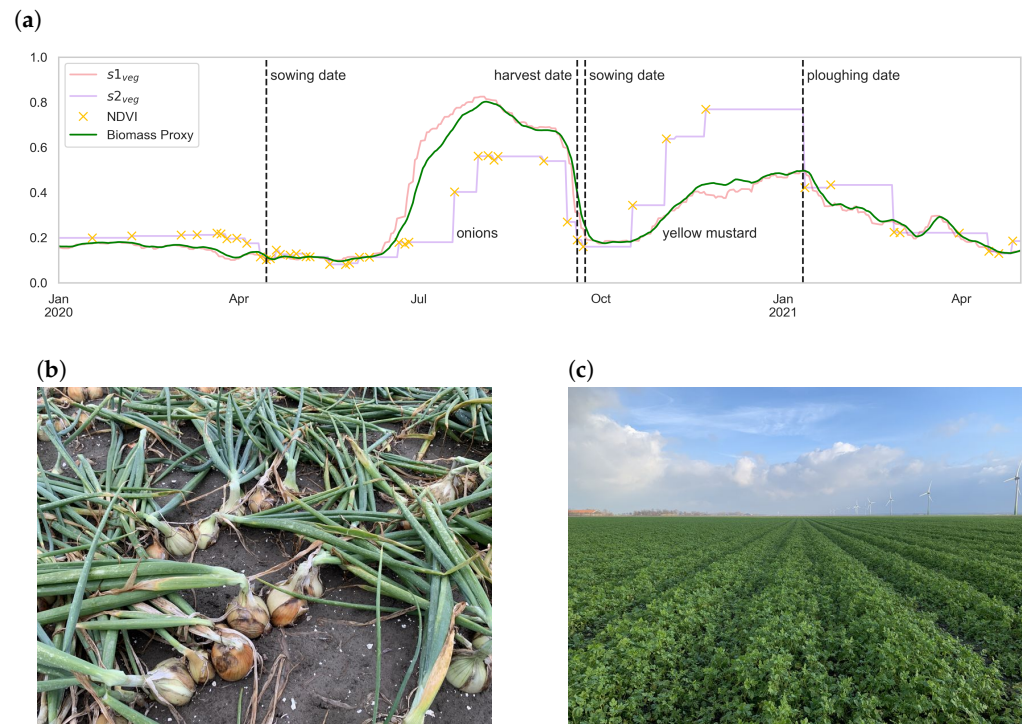 (a)
1.0
0.8
0.6
0.4
0.2
0.0
s1veg
s2veg
NDVI
Biomass Proxy
sowing date
harvest date
sowing date
ploughing date
onions
yellow mustard
Jan
2020
Apr
Jul
Oct
Jan
2021
Apr
(b)
(c)